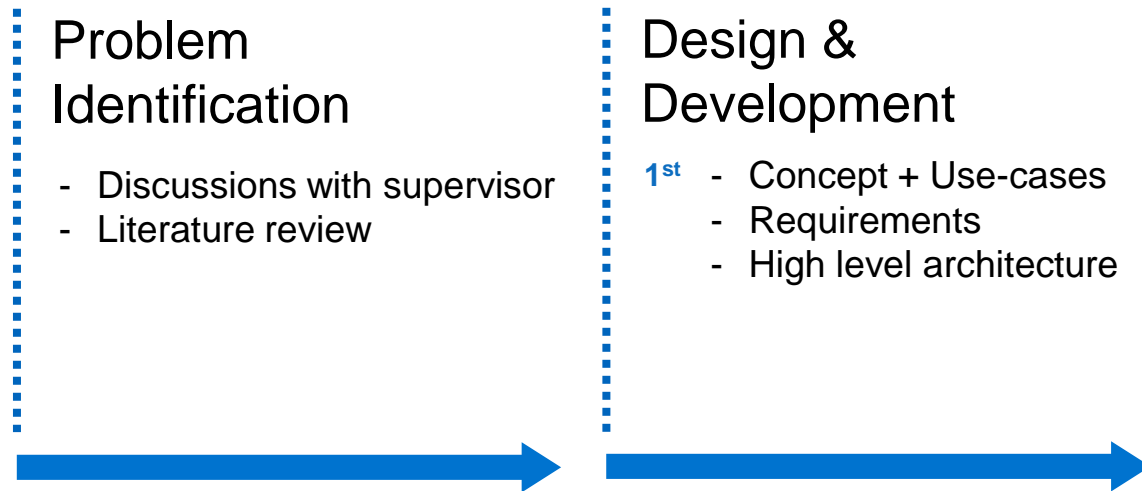 Problem
Identification
- Discussions with supervisor
- Literature review
Design &
Development
1st - Concept + Use-cases
- Requirements
- High level architecture